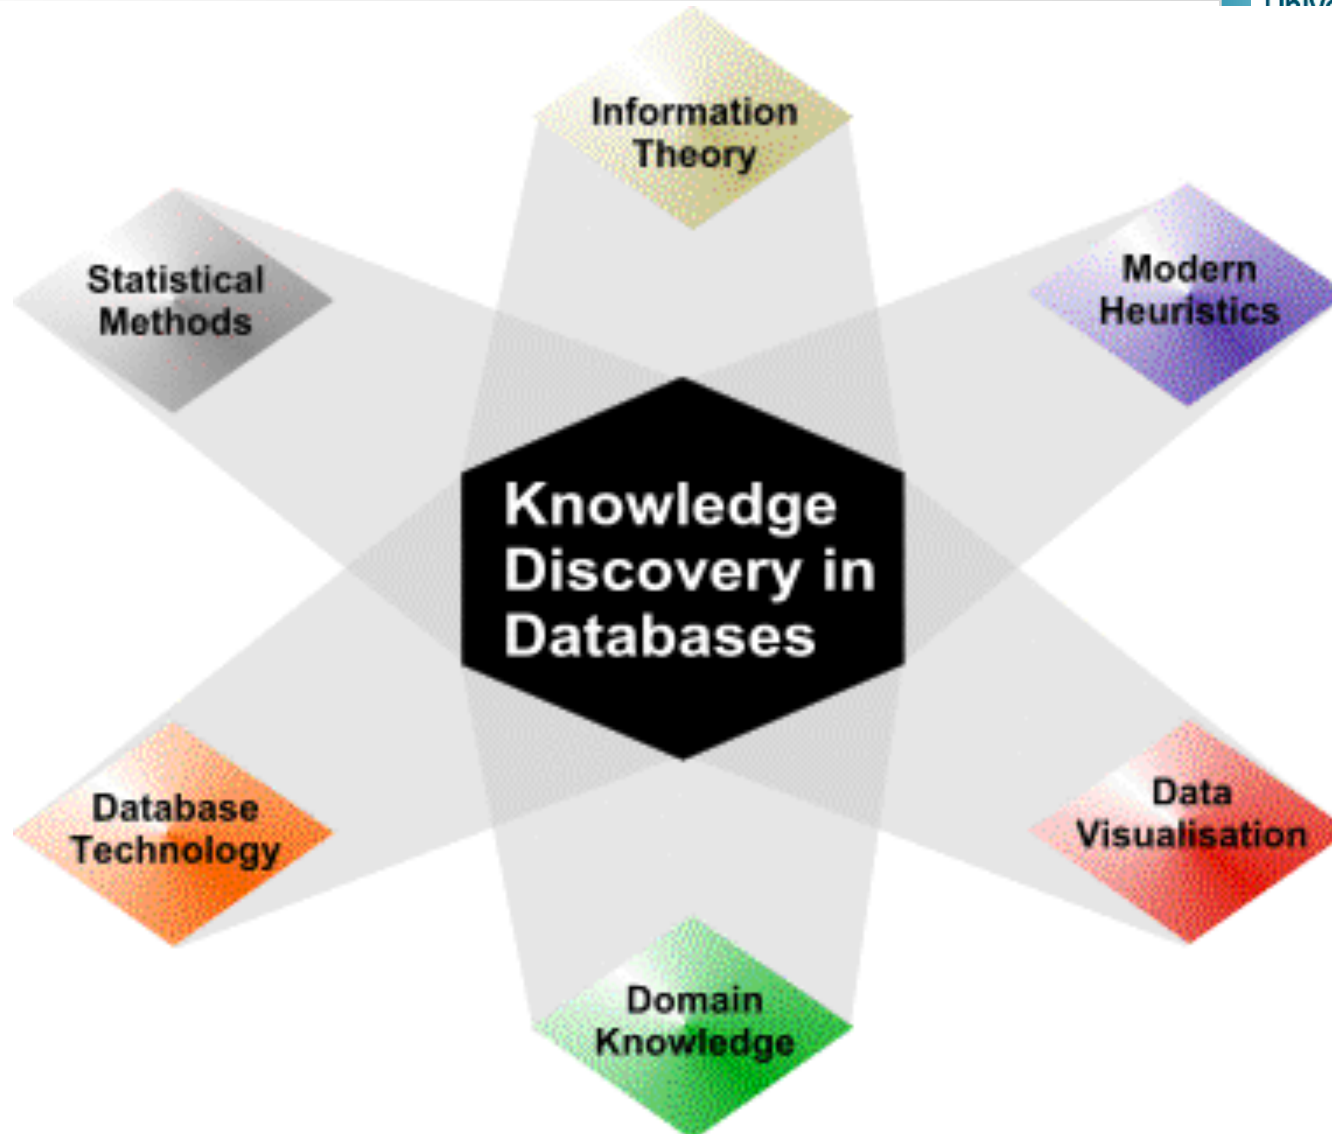 Information
Theory
Statistical
Methods
Modern
Heuristics
Knowledge
Discovery in
Databases
Database
Technology
Data
Visualisation
Domain
Knowledge